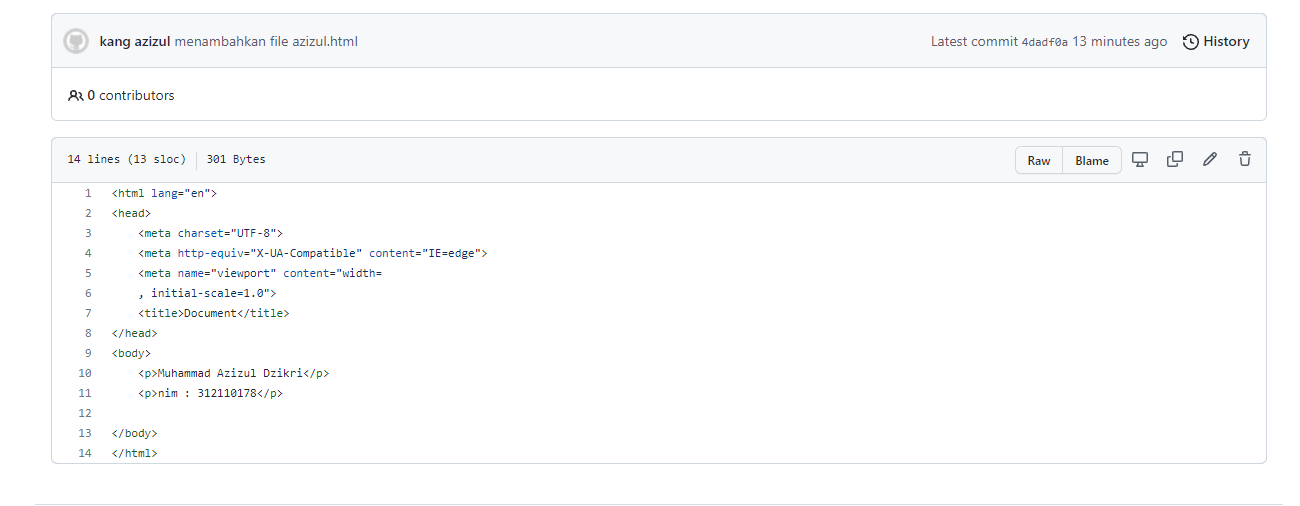 kang azizul menambahkan file azizul.html Latest commit 4dadf0a 13 minutes ago History
0 contributors
14 lines (13 sloc) 301 Bytes Raw Blame
1 <html lang="en">
2 <head>
3 <meta charset="UTF-8">
4 <meta http-equiv="X-UA-Compatible" content="IE=edge">
5 <meta name="viewport" content="width=
6 , initial-scale=1.0">
7 <title>Document</title>
8 </head>
9 <body>
10 <p>Muhammad Azizul Dzikri</p>
11 <p>nim : 312110178</p>
12
13 </body>
14 </html>